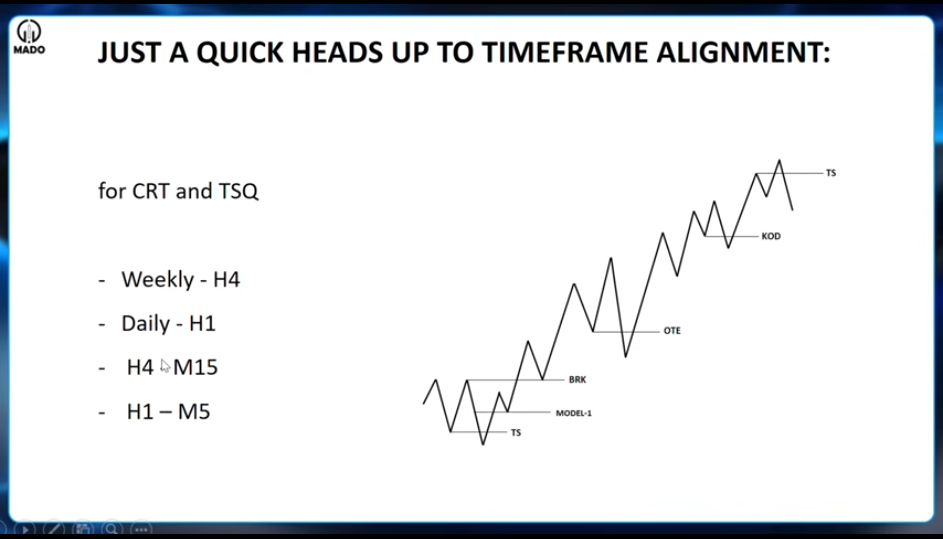 MADO
JUST A QUICK HEADS UP TO TIMEFRAME ALIGNMENT:
for CRT and TSQ
- Weekly - H4
- Daily - H1
- H4 M15
- H1 – M5
TS
KOD
OTE
BRK
MODEL-1
TS